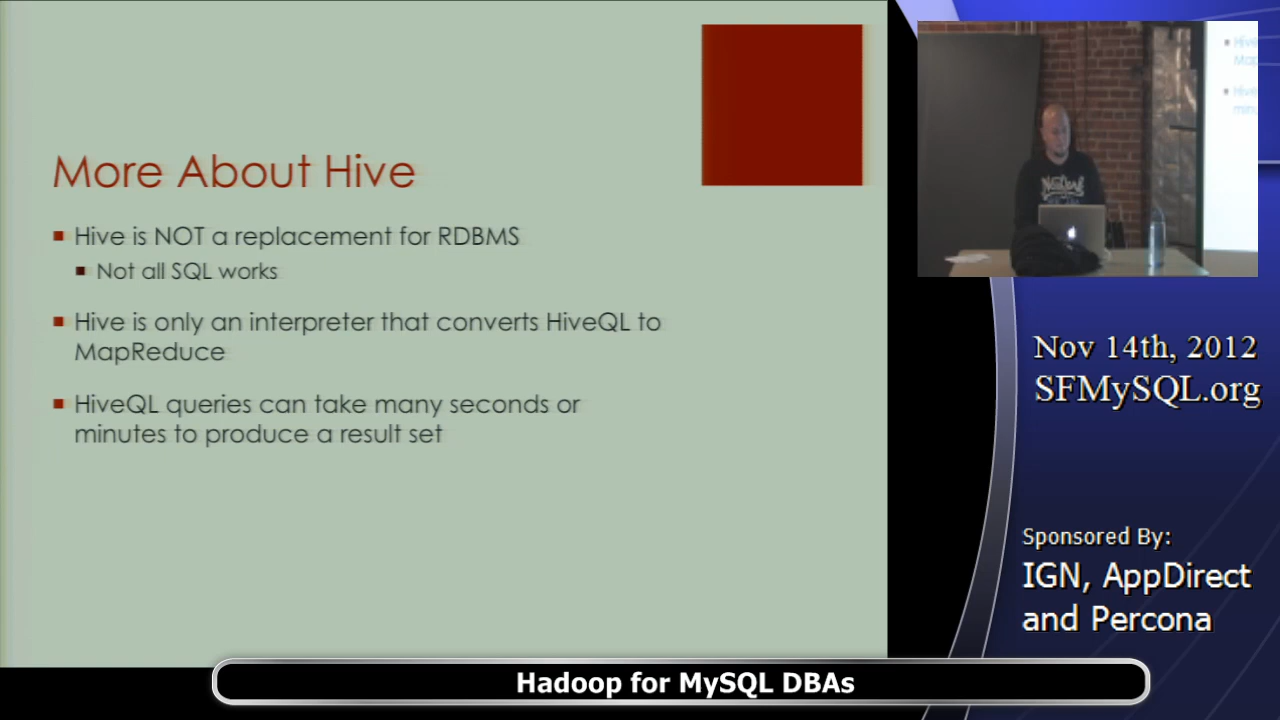 More About Hive
Hive is NOT a replacement for RDBMS
Not all SQL works
Hive is only an interpreter that converts HiveQL to
MapReduce
HiveQL queries can take many seconds or
minutes to produce a result set
Nov 14th, 2012
SFMySQL.org
Sponsored By:
IGN, AppDirect
and Percona
Hadoop for MySQL DBAs